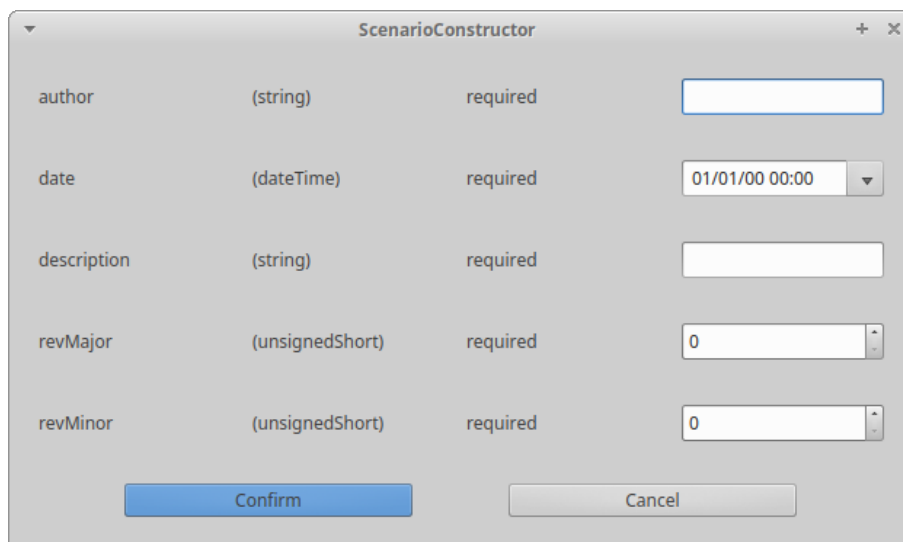 ScenarioConstructor
author (string) required
date (dateTime) required 01/01/00 00:00
description (string) required
revMajor (unsignedShort) required 0
revMinor (unsignedShort) required 0
Confirm Cancel